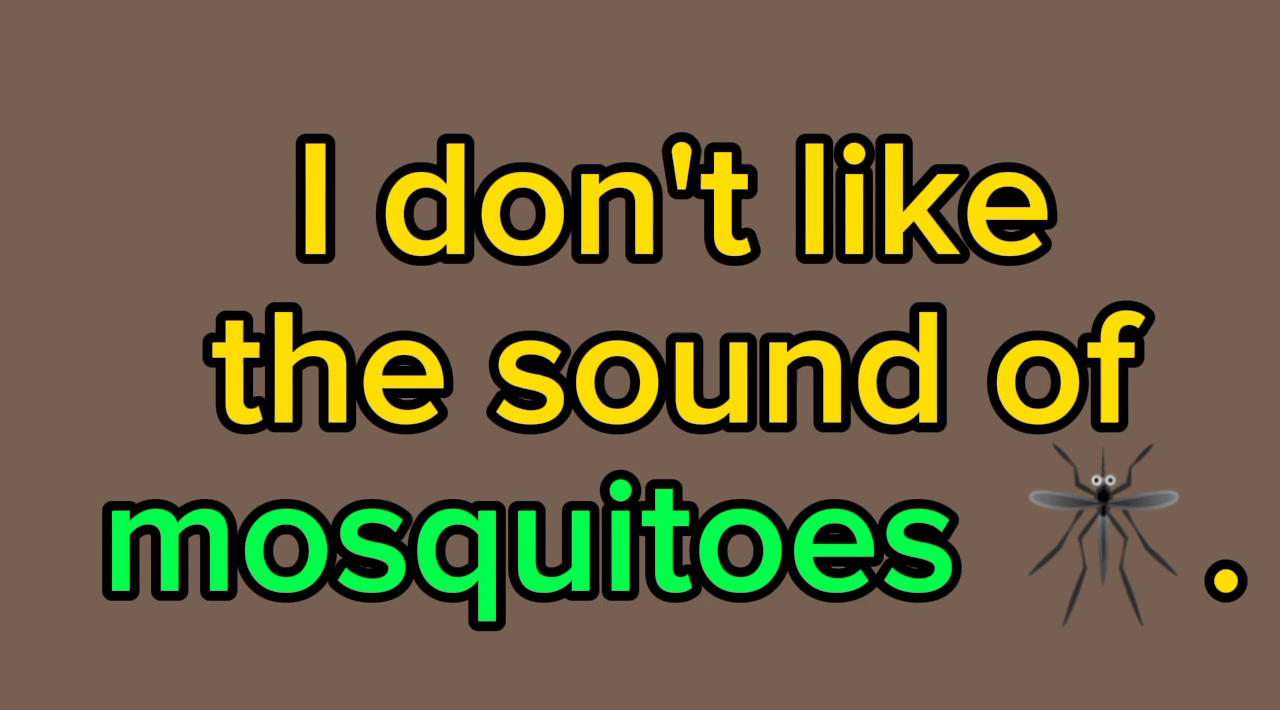 I don't like
the sound of
mosquitoes 🦟.